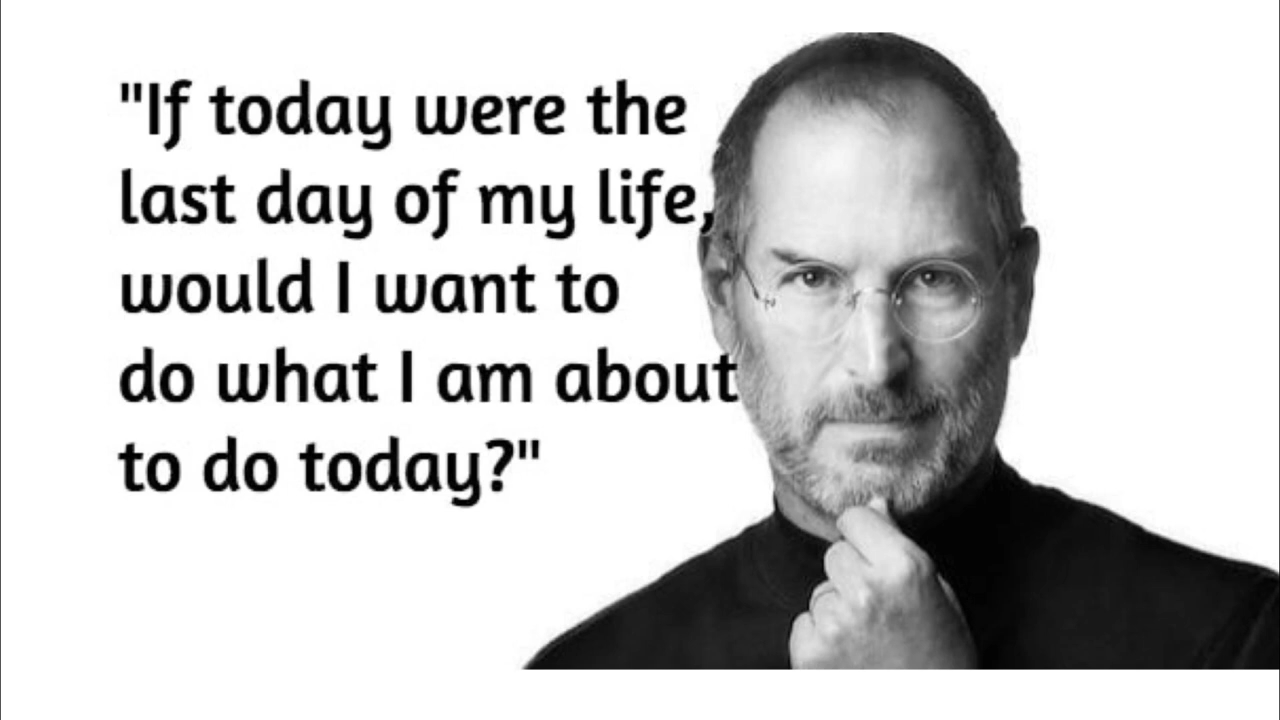 "If today were the
last day of my life,
would I want to
do what I am about
to do today?"